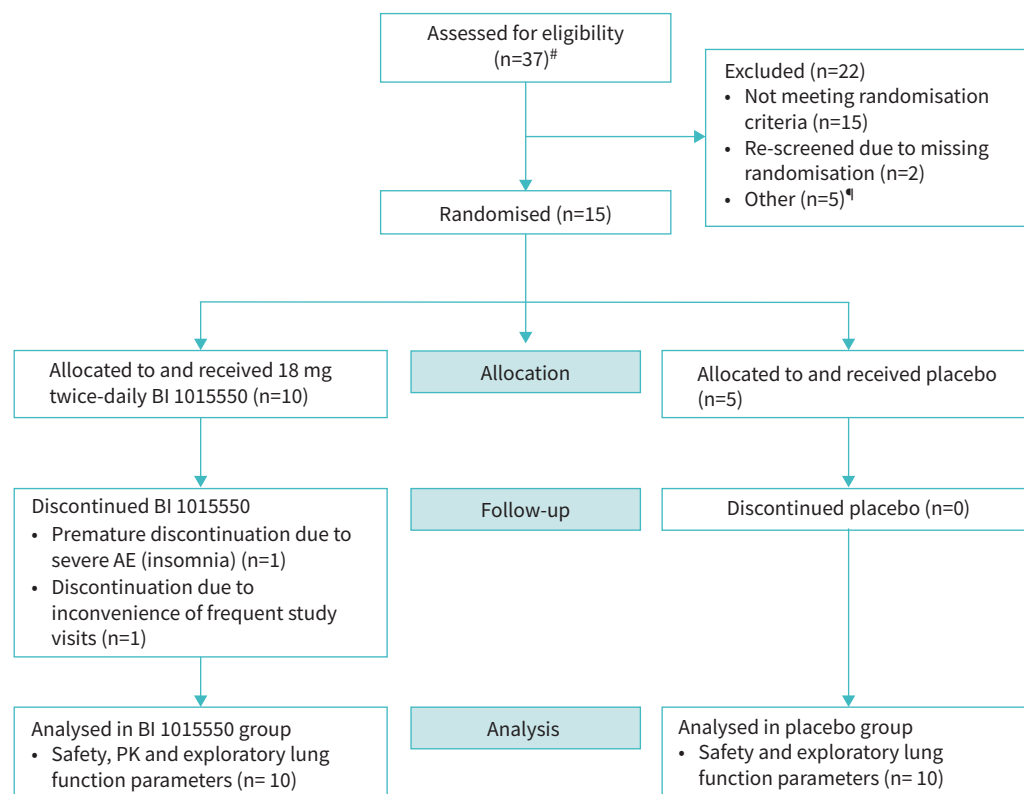 Assessed for eligibility
(n=37)#
Excluded (n=22)
• Not meeting randomisation
criteria (n=15)
• Re-screened due to missing
randomisation (n=2)
• Other (n=5)¶
Randomised (n=15)
Allocated to and received 18 mg
twice-daily BI 1015550 (n=10)
Allocation
Allocated to and received placebo
(n=5)
Discontinued BI 1015550
• Premature discontinuation due to
severe AE (insomnia) (n=1)
• Discontinuation due to
inconvenience of frequent study
visits (n=1)
Follow-up
Discontinued placebo (n=0)
Analysed in BI 1015550 group
• Safety, PK and exploratory lung
function parameters (n= 10)
Analysis
Analysed in placebo group
• Safety and exploratory lung
function parameters (n= 10)